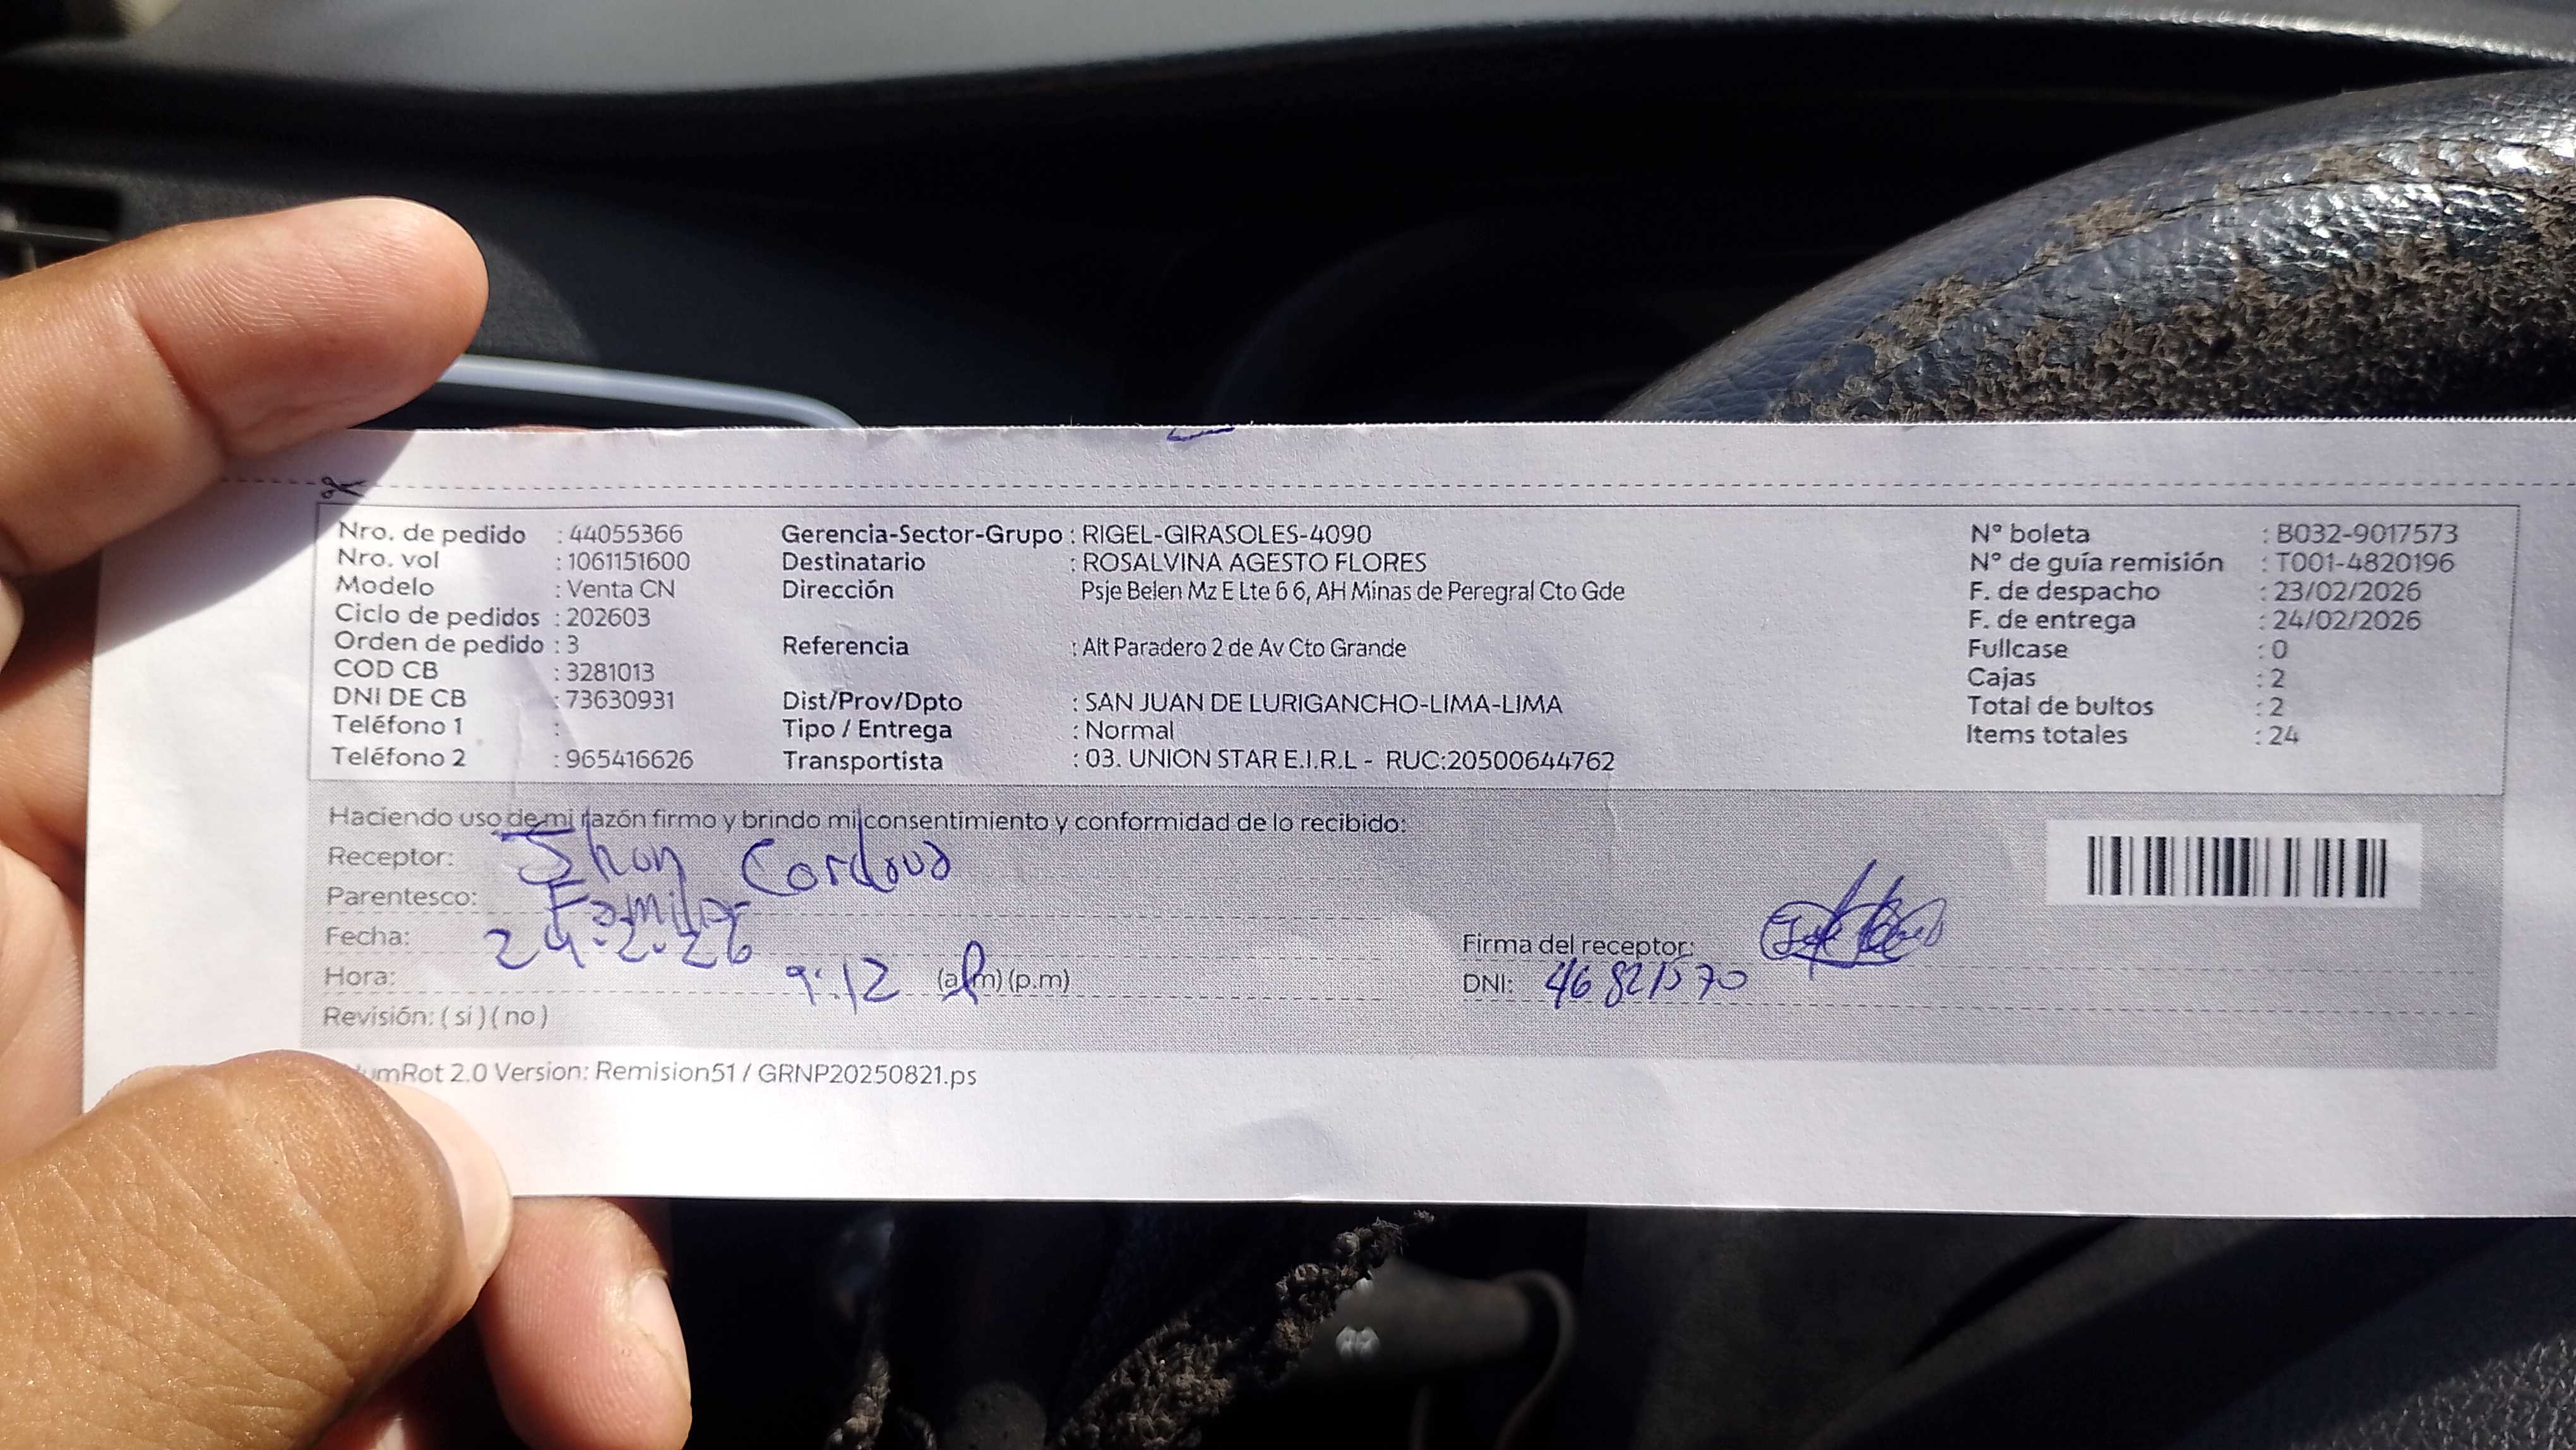 Nro. de pedido : 44055366
Nro. vol : 1061151600
Modelo : Venta CN
Ciclo de pedidos : 202603
Orden de pedido : 3
COD CB : 3281013
DNI DE CB : 73630931
Teléfono 1 :
Teléfono 2 : 965416626
Gerencia-Sector-Grupo : RIGEL-GIRASOLES-4090
Destinatario : ROSALVINA AGESTO FLORES
Dirección Psje Belen Mz E Lte 6 6, AH Minas de Peregral Cto Gde
Referencia : Alt Paradero 2 de Av Cto Grande
Dist/Prov/Dpto : SAN JUAN DE LURIGANCHO-LIMA-LIMA
Tipo / Entrega : Normal
Transportista : 03. UNION STAR E.I.R.L - RUC:20500644762
N° boleta : B032-9017573
N° de guía remisión : T001-4820196
F. de despacho : 23/02/2026
F. de entrega : 24/02/2026
Fullcase : 0
Cajas : 2
Total de bultos : 2
Items totales : 24
Haciendo uso de mi razón firmo y brindo mi consentimiento y conformidad de lo recibido:
Receptor: Jhon Cordova
Parentesco: Familiar
Fecha: 24.2.26
Hora: 9:12 (a.m) (p.m)
Revisión: ( si ) ( no )
Firma del receptor:
DNI: 46821570
umRot 2.0 Version: Remision51 / GRNP20250821.ps